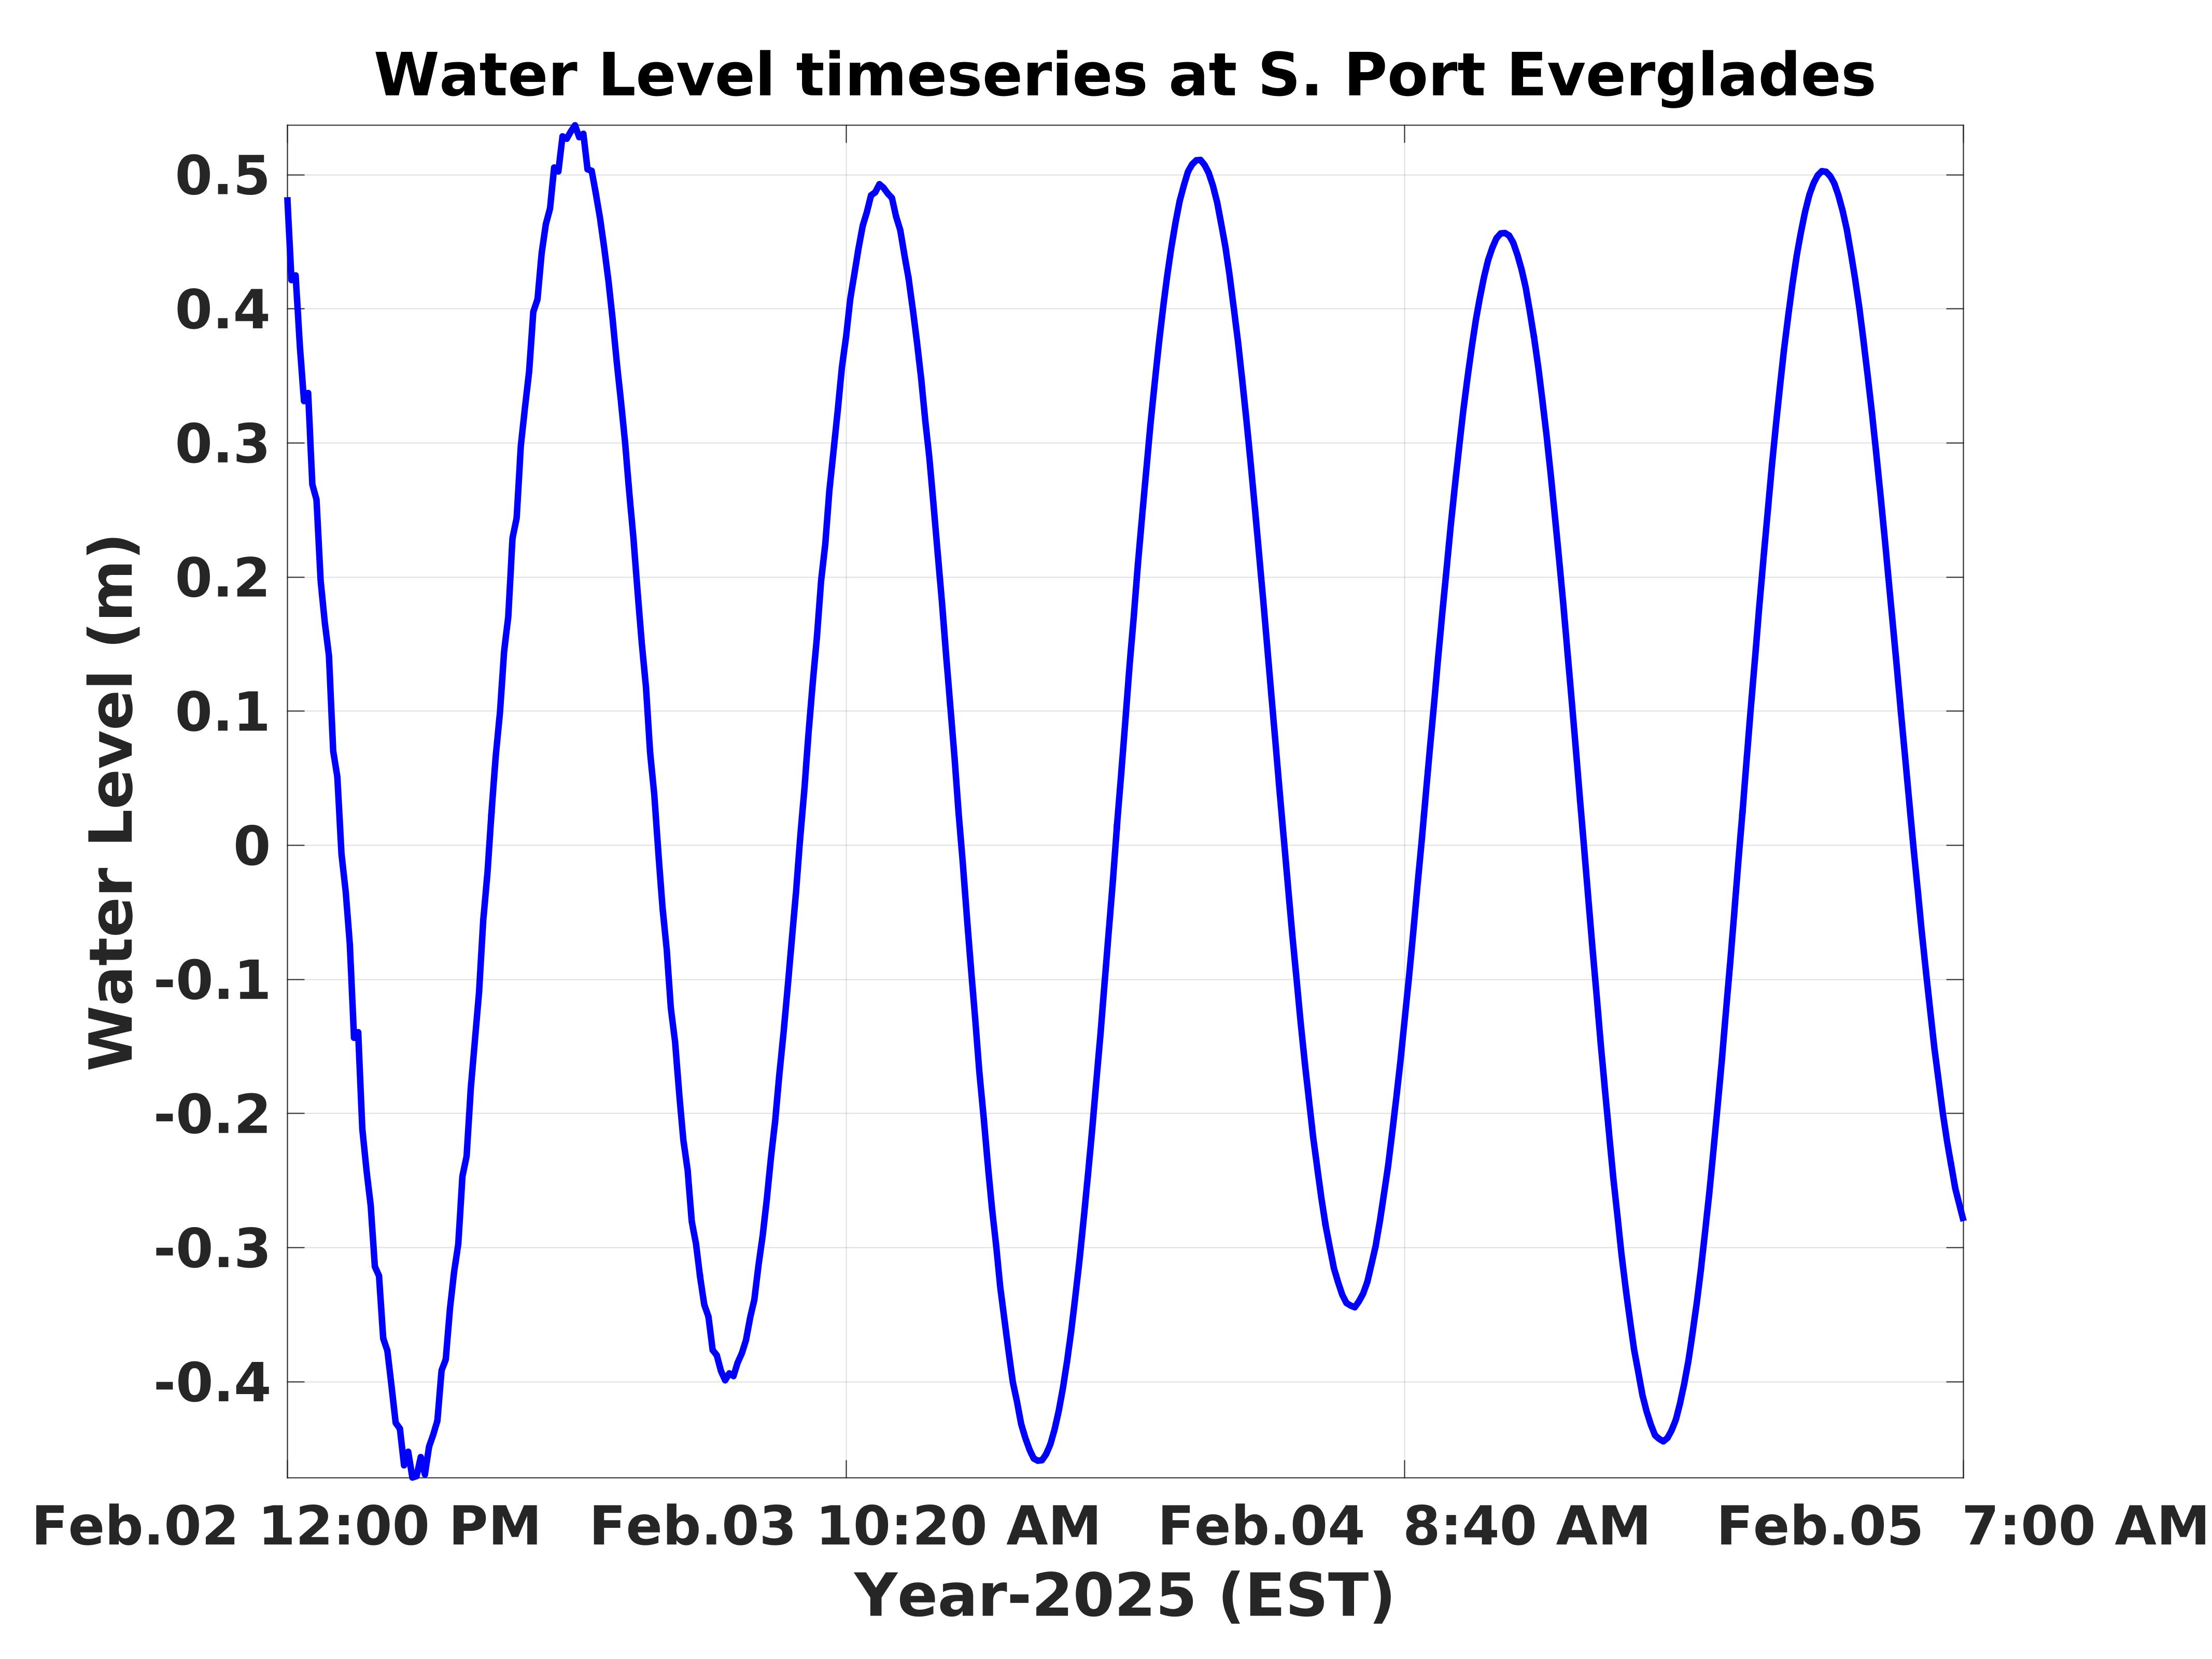 Water Level timeseries at S. Port Everglades
0.5
0.4
0.3
0.2
0.1
0
-0.1
-0.2
-0.3
-0.4
Water Level (m)
Feb.02 12:00 PM Feb.03 10:20 AM Feb.04 8:40 AM Feb.05 7:00 AM
Year-2025 (EST)